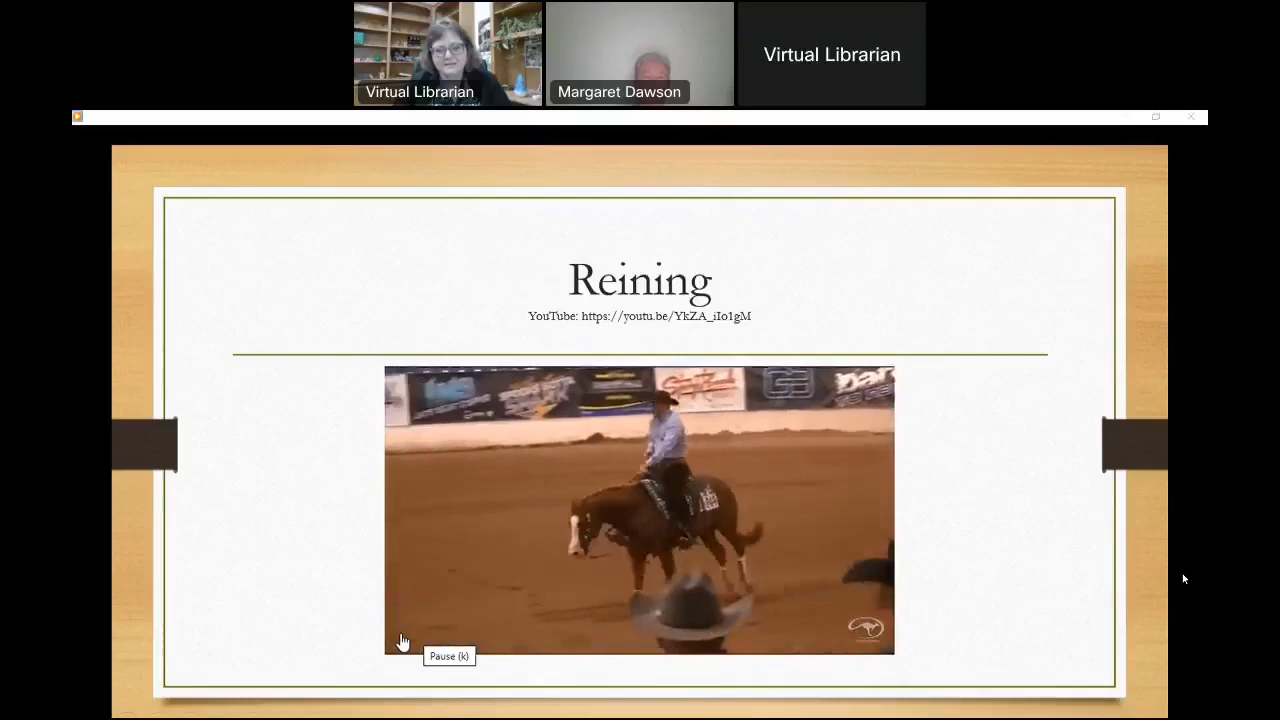 Virtual Librarian
Margaret Dawson
Virtual Librarian
Reining
YouTube: https://youtu.be/YkZA_iIo1gM
Pause (k)